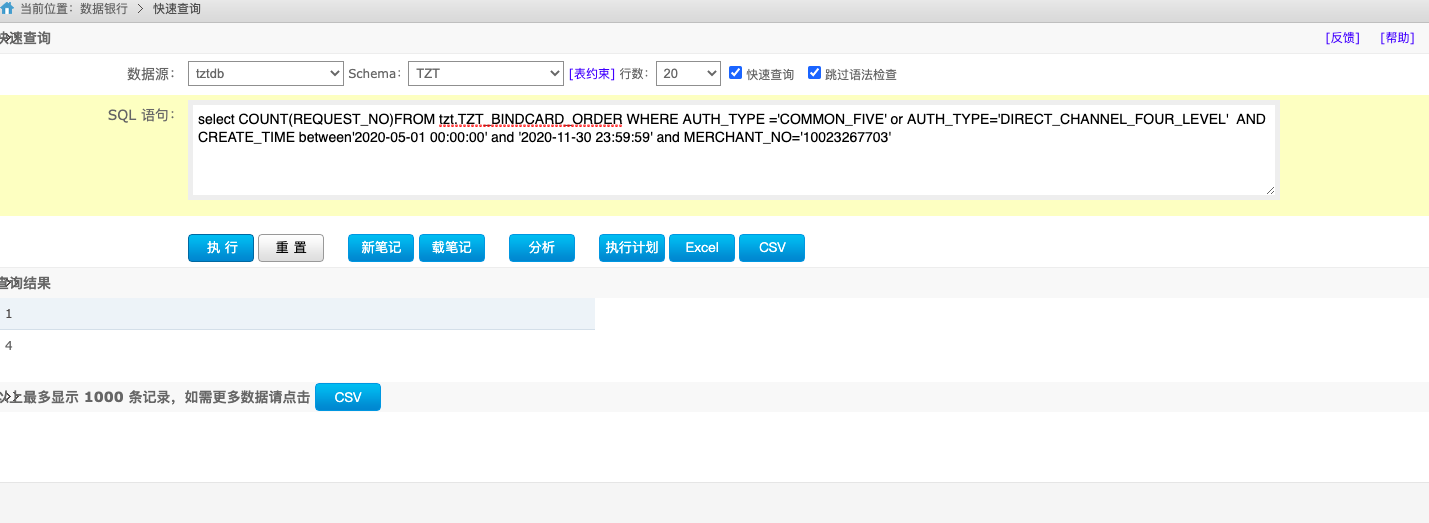 当前位置：数据银行 > 快速查询
快速查询 [反馈] [帮助]
数据源： tztdb Schema： TZT [表约束] 行数： 20 快速查询 跳过语法检查
SQL 语句： select COUNT(REQUEST_NO)FROM tzt.TZT_BINDCARD_ORDER WHERE AUTH_TYPE ='COMMON_FIVE' or AUTH_TYPE='DIRECT_CHANNEL_FOUR_LEVEL'  AND
CREATE_TIME between'2020-05-01 00:00:00' and '2020-11-30 23:59:59' and MERCHANT_NO='10023267703'
执 行 重 置 新笔记 载笔记 分析 执行计划 Excel CSV
查询结果
1
4
以上最多显示 1000 条记录，如需更多数据请点击 CSV